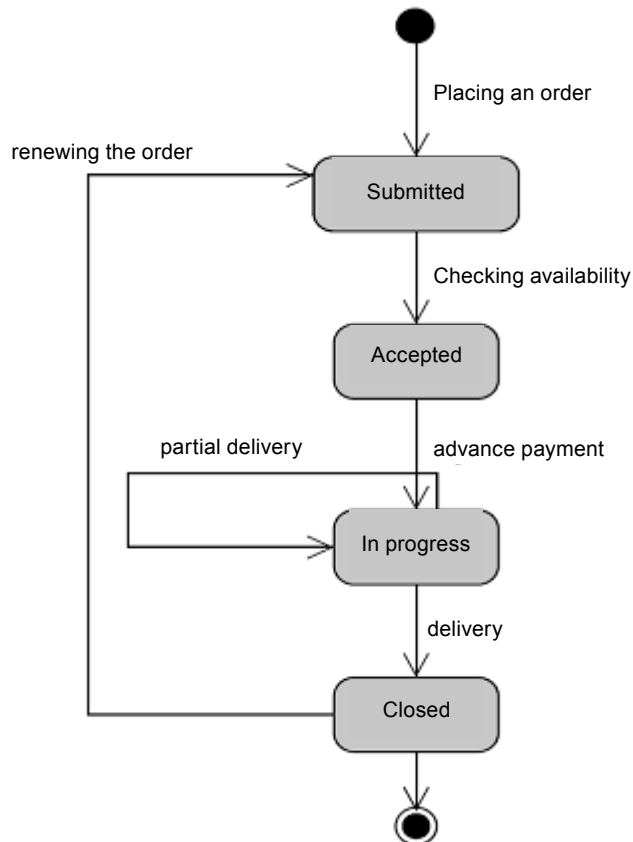 Placing an order
renewing the order
Submitted
Checking availability
Accepted
partial delivery
advance payment
In progress
delivery
Closed